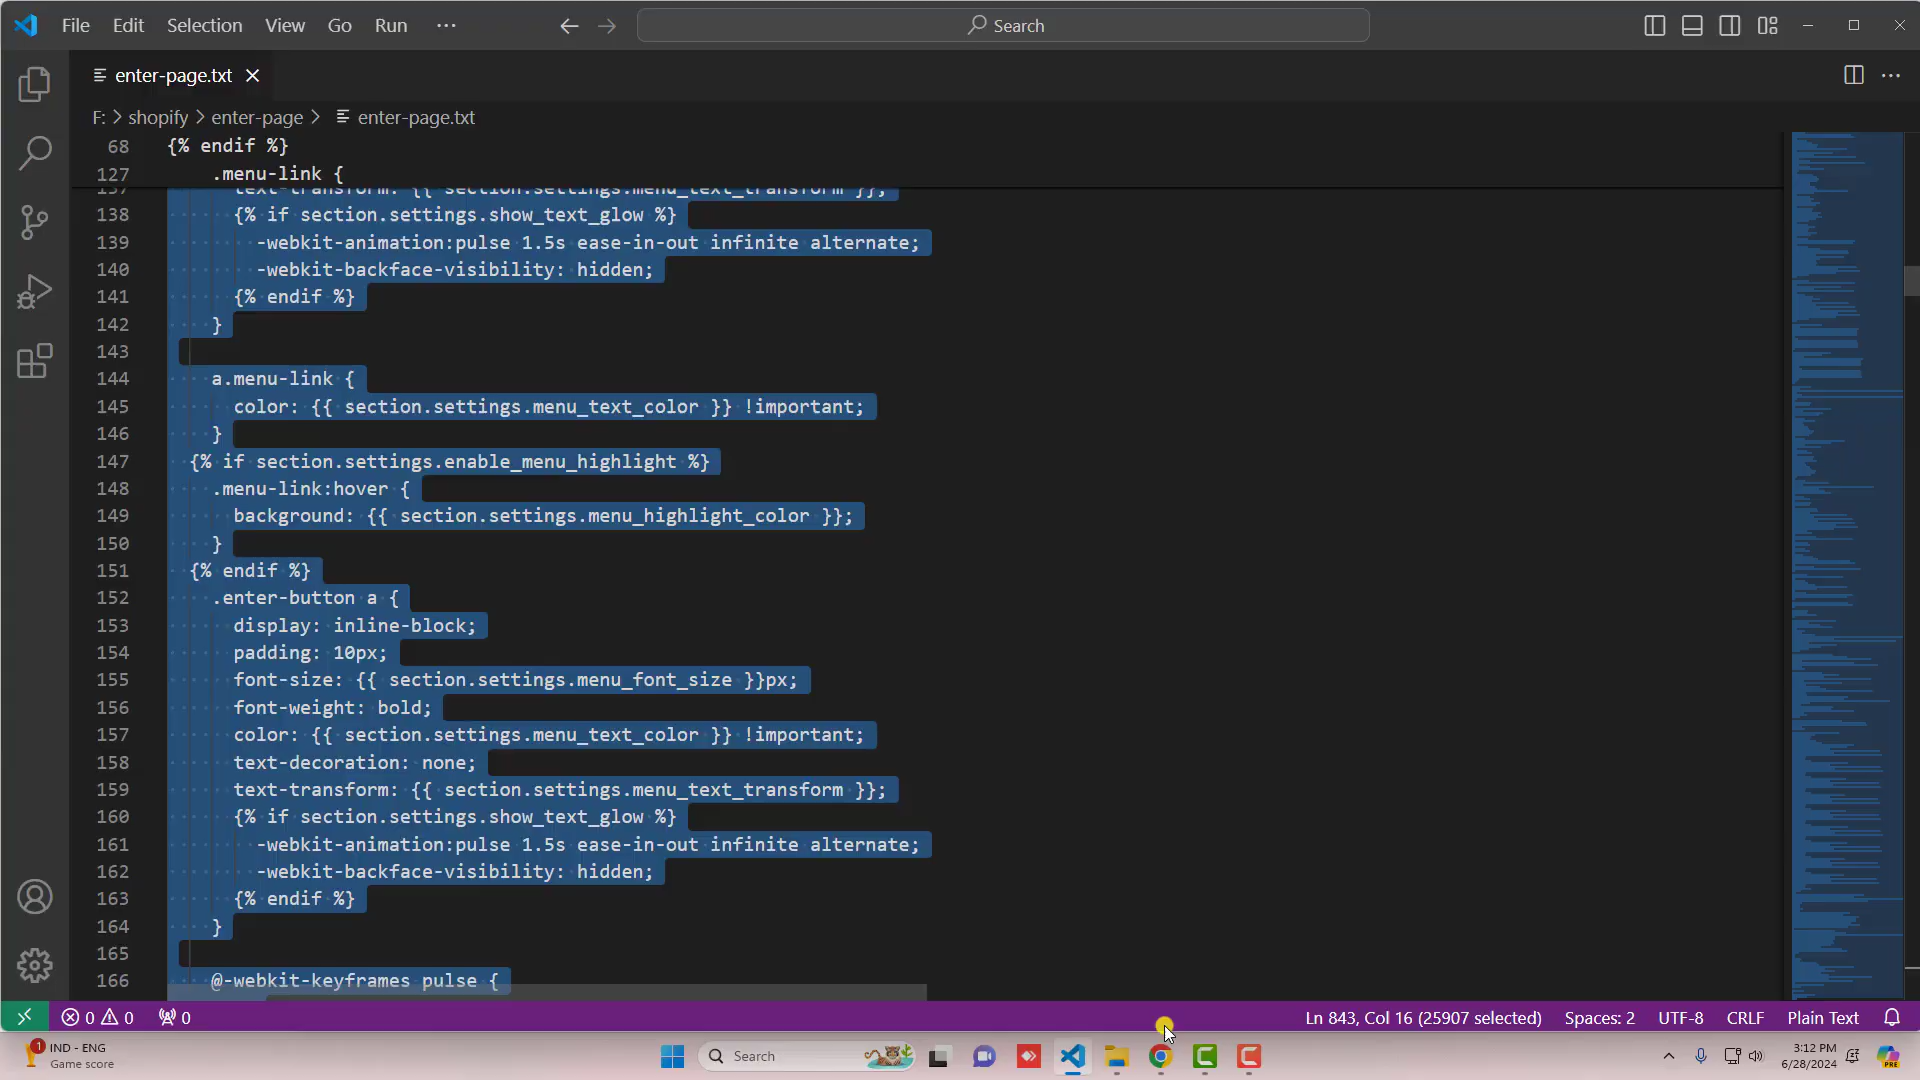 File Edit Selection View Go Run ··· Search
enter-page.txt
F: > shopify > enter-page > enter-page.txt
68 {% endif %}
127 .menu-link {
137 text-transform: {{ section.settings.menu_text_transform }};
138 {% if section.settings.show_text_glow %}
139 -webkit-animation:pulse 1.5s ease-in-out infinite alternate;
140 -webkit-backface-visibility: hidden;
141 {% endif %}
142 }
143
144 a.menu-link {
145 color: {{ section.settings.menu_text_color }} !important;
146 }
147 {% if section.settings.enable_menu_highlight %}
148 .menu-link:hover {
149 background: {{ section.settings.menu_highlight_color }};
150 }
151 {% endif %}
152 .enter-button a {
153 display: inline-block;
154 padding: 10px;
155 font-size: {{ section.settings.menu_font_size }}px;
156 font-weight: bold;
157 color: {{ section.settings.menu_text_color }} !important;
158 text-decoration: none;
159 text-transform: {{ section.settings.menu_text_transform }};
160 {% if section.settings.show_text_glow %}
161 -webkit-animation:pulse 1.5s ease-in-out infinite alternate;
162 -webkit-backface-visibility: hidden;
163 {% endif %}
164 }
165
166 @-webkit-keyframes pulse {
0 0 0 Ln 843, Col 16 (25907 selected) Spaces: 2 UTF-8 CRLF Plain Text
1 IND - ENG
Game score
Search
3:12 PM
6/28/2024
PRE